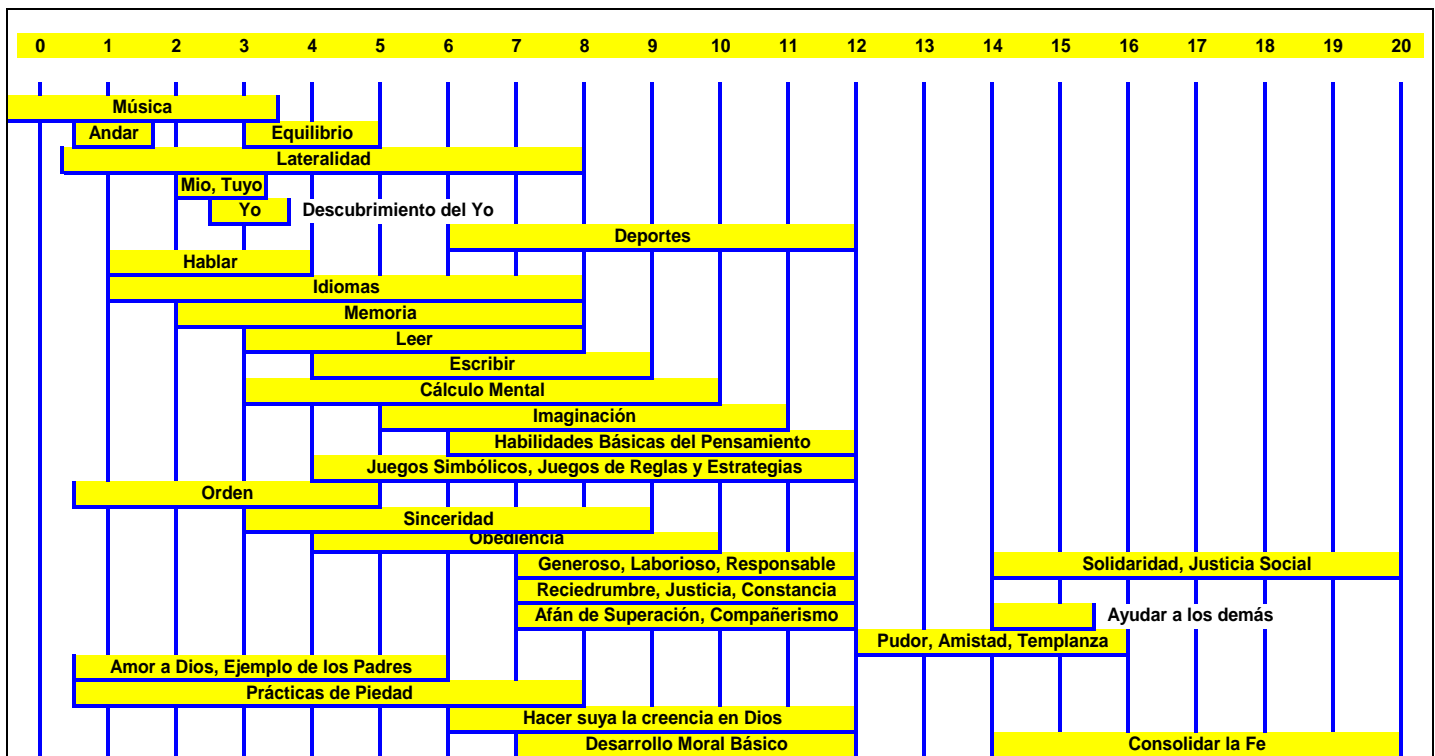 0 1 2 3 4 5 6 7 8 9 10 11 12 13 14 15 16 17 18 19 20
Música
Andar Equilibrio
Lateralidad
Mio, Tuyo
Yo Descubrimiento del Yo
Deportes
Hablar
Idiomas
Memoria
Leer
Escribir
Cálculo Mental
Imaginación
Habilidades Básicas del Pensamiento
Juegos Simbólicos, Juegos de Reglas y Estrategias
Orden
Sinceridad
Obediencia
Generoso, Laborioso, Responsable Solidaridad, Justicia Social
Reciedrumbre, Justicia, Constancia
Afán de Superación, Compañerismo Ayudar a los demás
Pudor, Amistad, Templanza
Amor a Dios, Ejemplo de los Padres
Prácticas de Piedad
Hacer suya la creencia en Dios
Desarrollo Moral Básico Consolidar la Fe